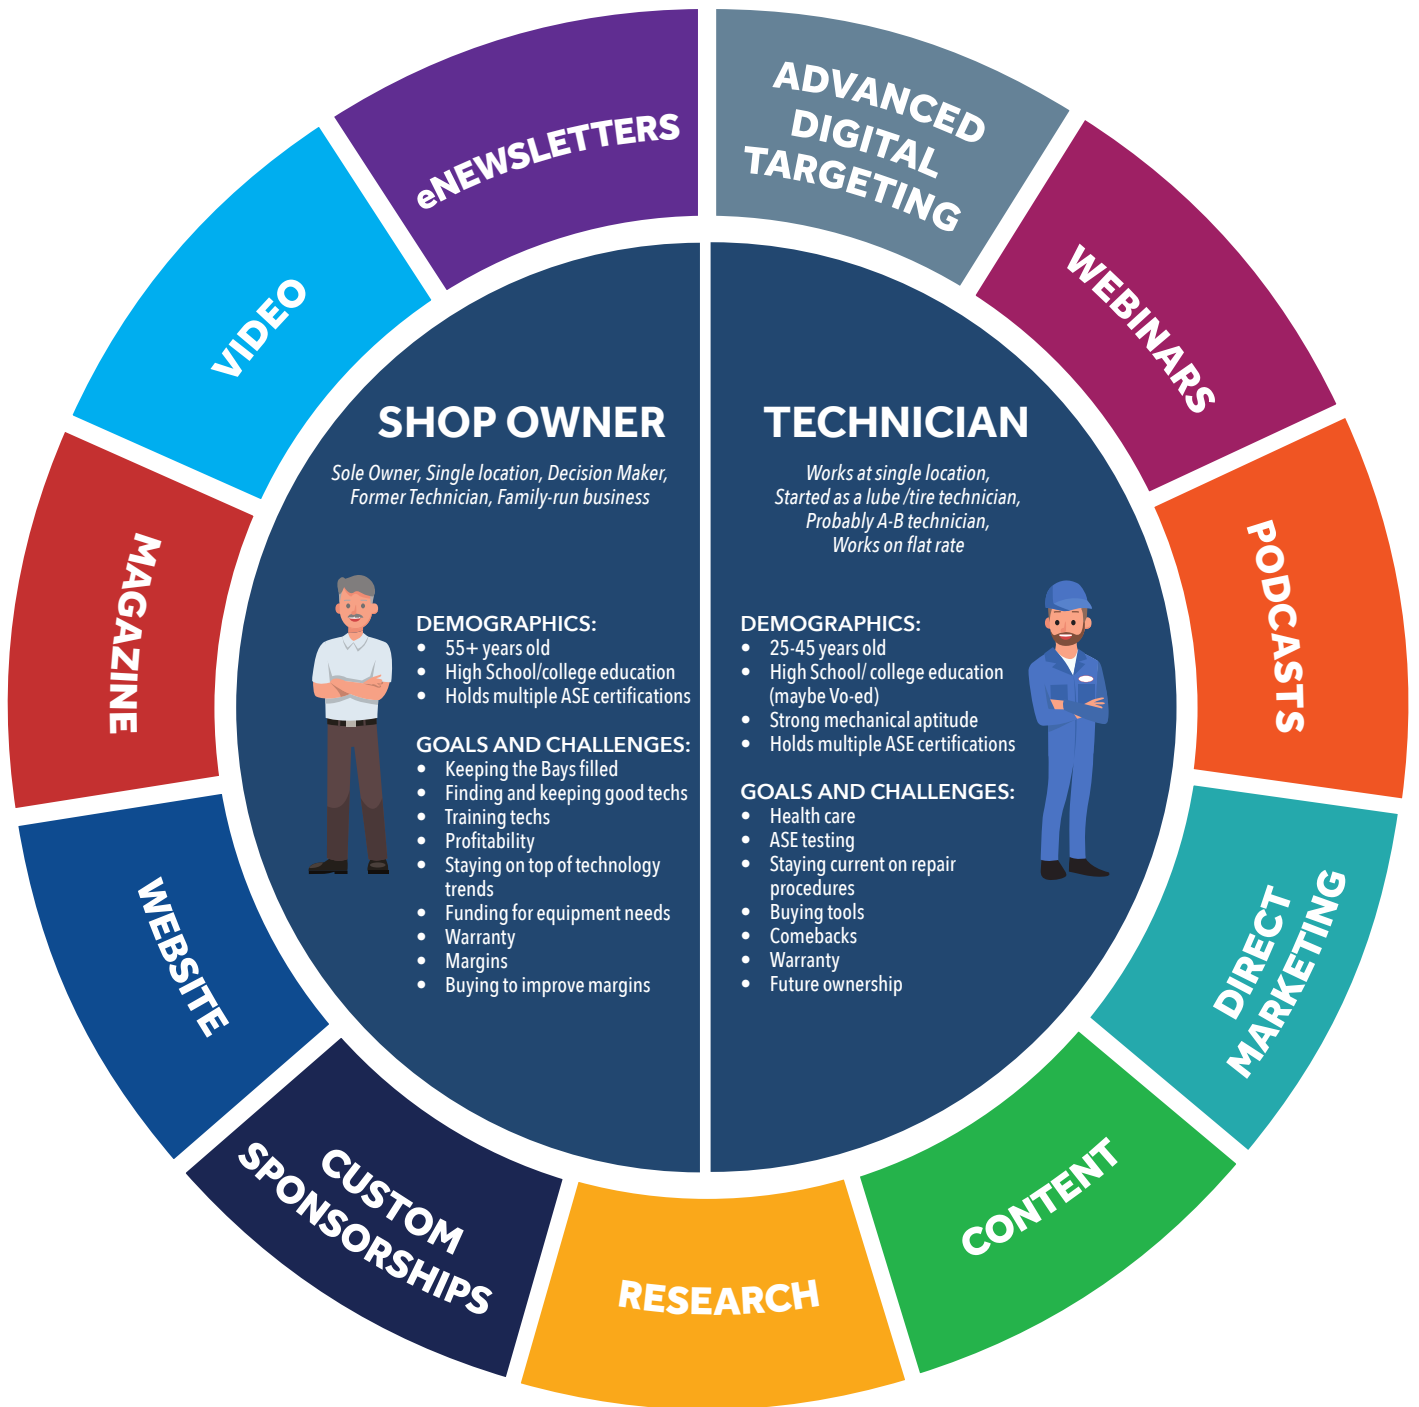 ADVANCED
DIGITAL
TARGETING
WEBINARS
PODCASTS
DIRECT
MARKETING
CONTENT
RESEARCH
CUSTOM
SPONSORSHIPS
WEBSITE
MAGAZINE
VIDEO
eNEWSLETTERS
SHOP OWNER
Sole Owner, Single location, Decision Maker,
Former Technician, Family-run business
DEMOGRAPHICS:
• 55+ years old
• High School/college education
• Holds multiple ASE certifications
GOALS AND CHALLENGES:
• Keeping the Bays filled
• Finding and keeping good techs
• Training techs
• Profitability
• Staying on top of technology
trends
• Funding for equipment needs
• Warranty
• Margins
• Buying to improve margins
TECHNICIAN
Works at single location,
Started as a lube /tire technician,
Probably A-B technician,
Works on flat rate
DEMOGRAPHICS:
• 25-45 years old
• High School/ college education
(maybe Vo-ed)
• Strong mechanical aptitude
• Holds multiple ASE certifications
GOALS AND CHALLENGES:
• Health care
• ASE testing
• Staying current on repair
procedures
• Buying tools
• Comebacks
• Warranty
• Future ownership